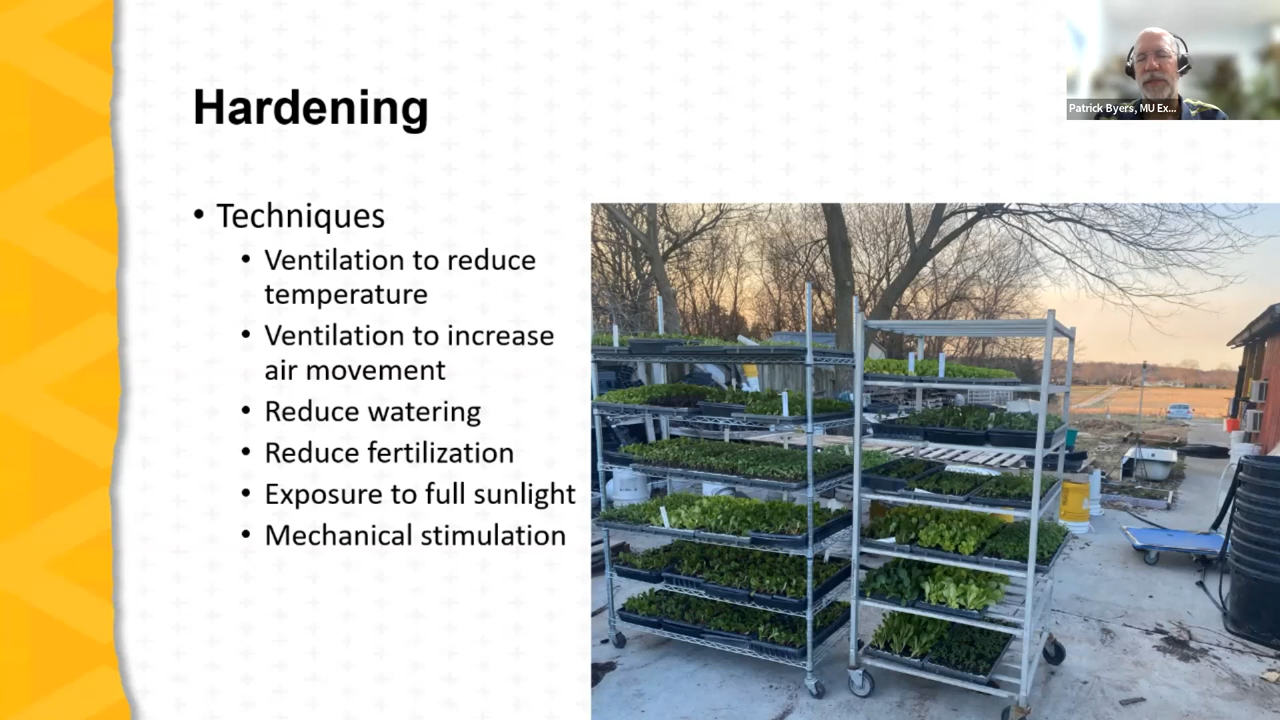 Patrick Byers, MU Ex...
Hardening
• Techniques
• Ventilation to reduce
temperature
• Ventilation to increase
air movement
• Reduce watering
• Reduce fertilization
• Exposure to full sunlight
• Mechanical stimulation